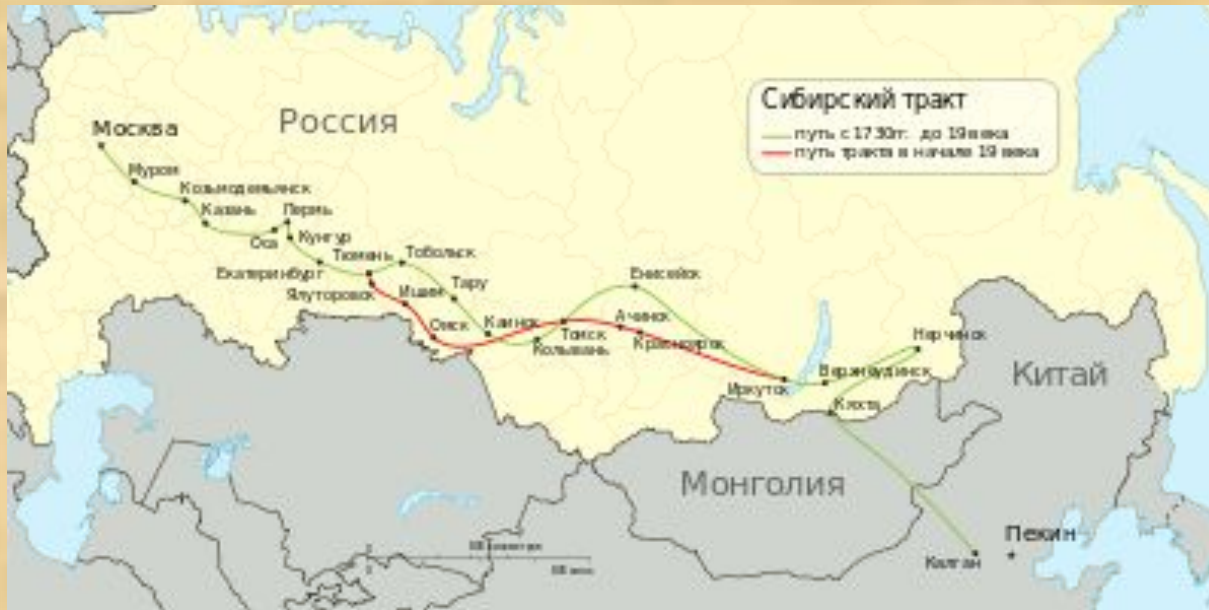 Сибирский тракт
путь с 1730гг. до 19 века
путь тракта в начале 19 века
Россия
Москва
Муром
Козьмодемьянск
Казань
Пермь
Оса
Кунгур
Тюмень
Тобольск
Екатеринбург
Ялуторовск
Ишим
Тару
Омск
Каинск
Колывань
Томск
Енисейск
Ачинск
Красноярск
Иркутск
Верхнеудинск
Нерчинск
Кяхта
Китай
Монголия
Пекин
Калган